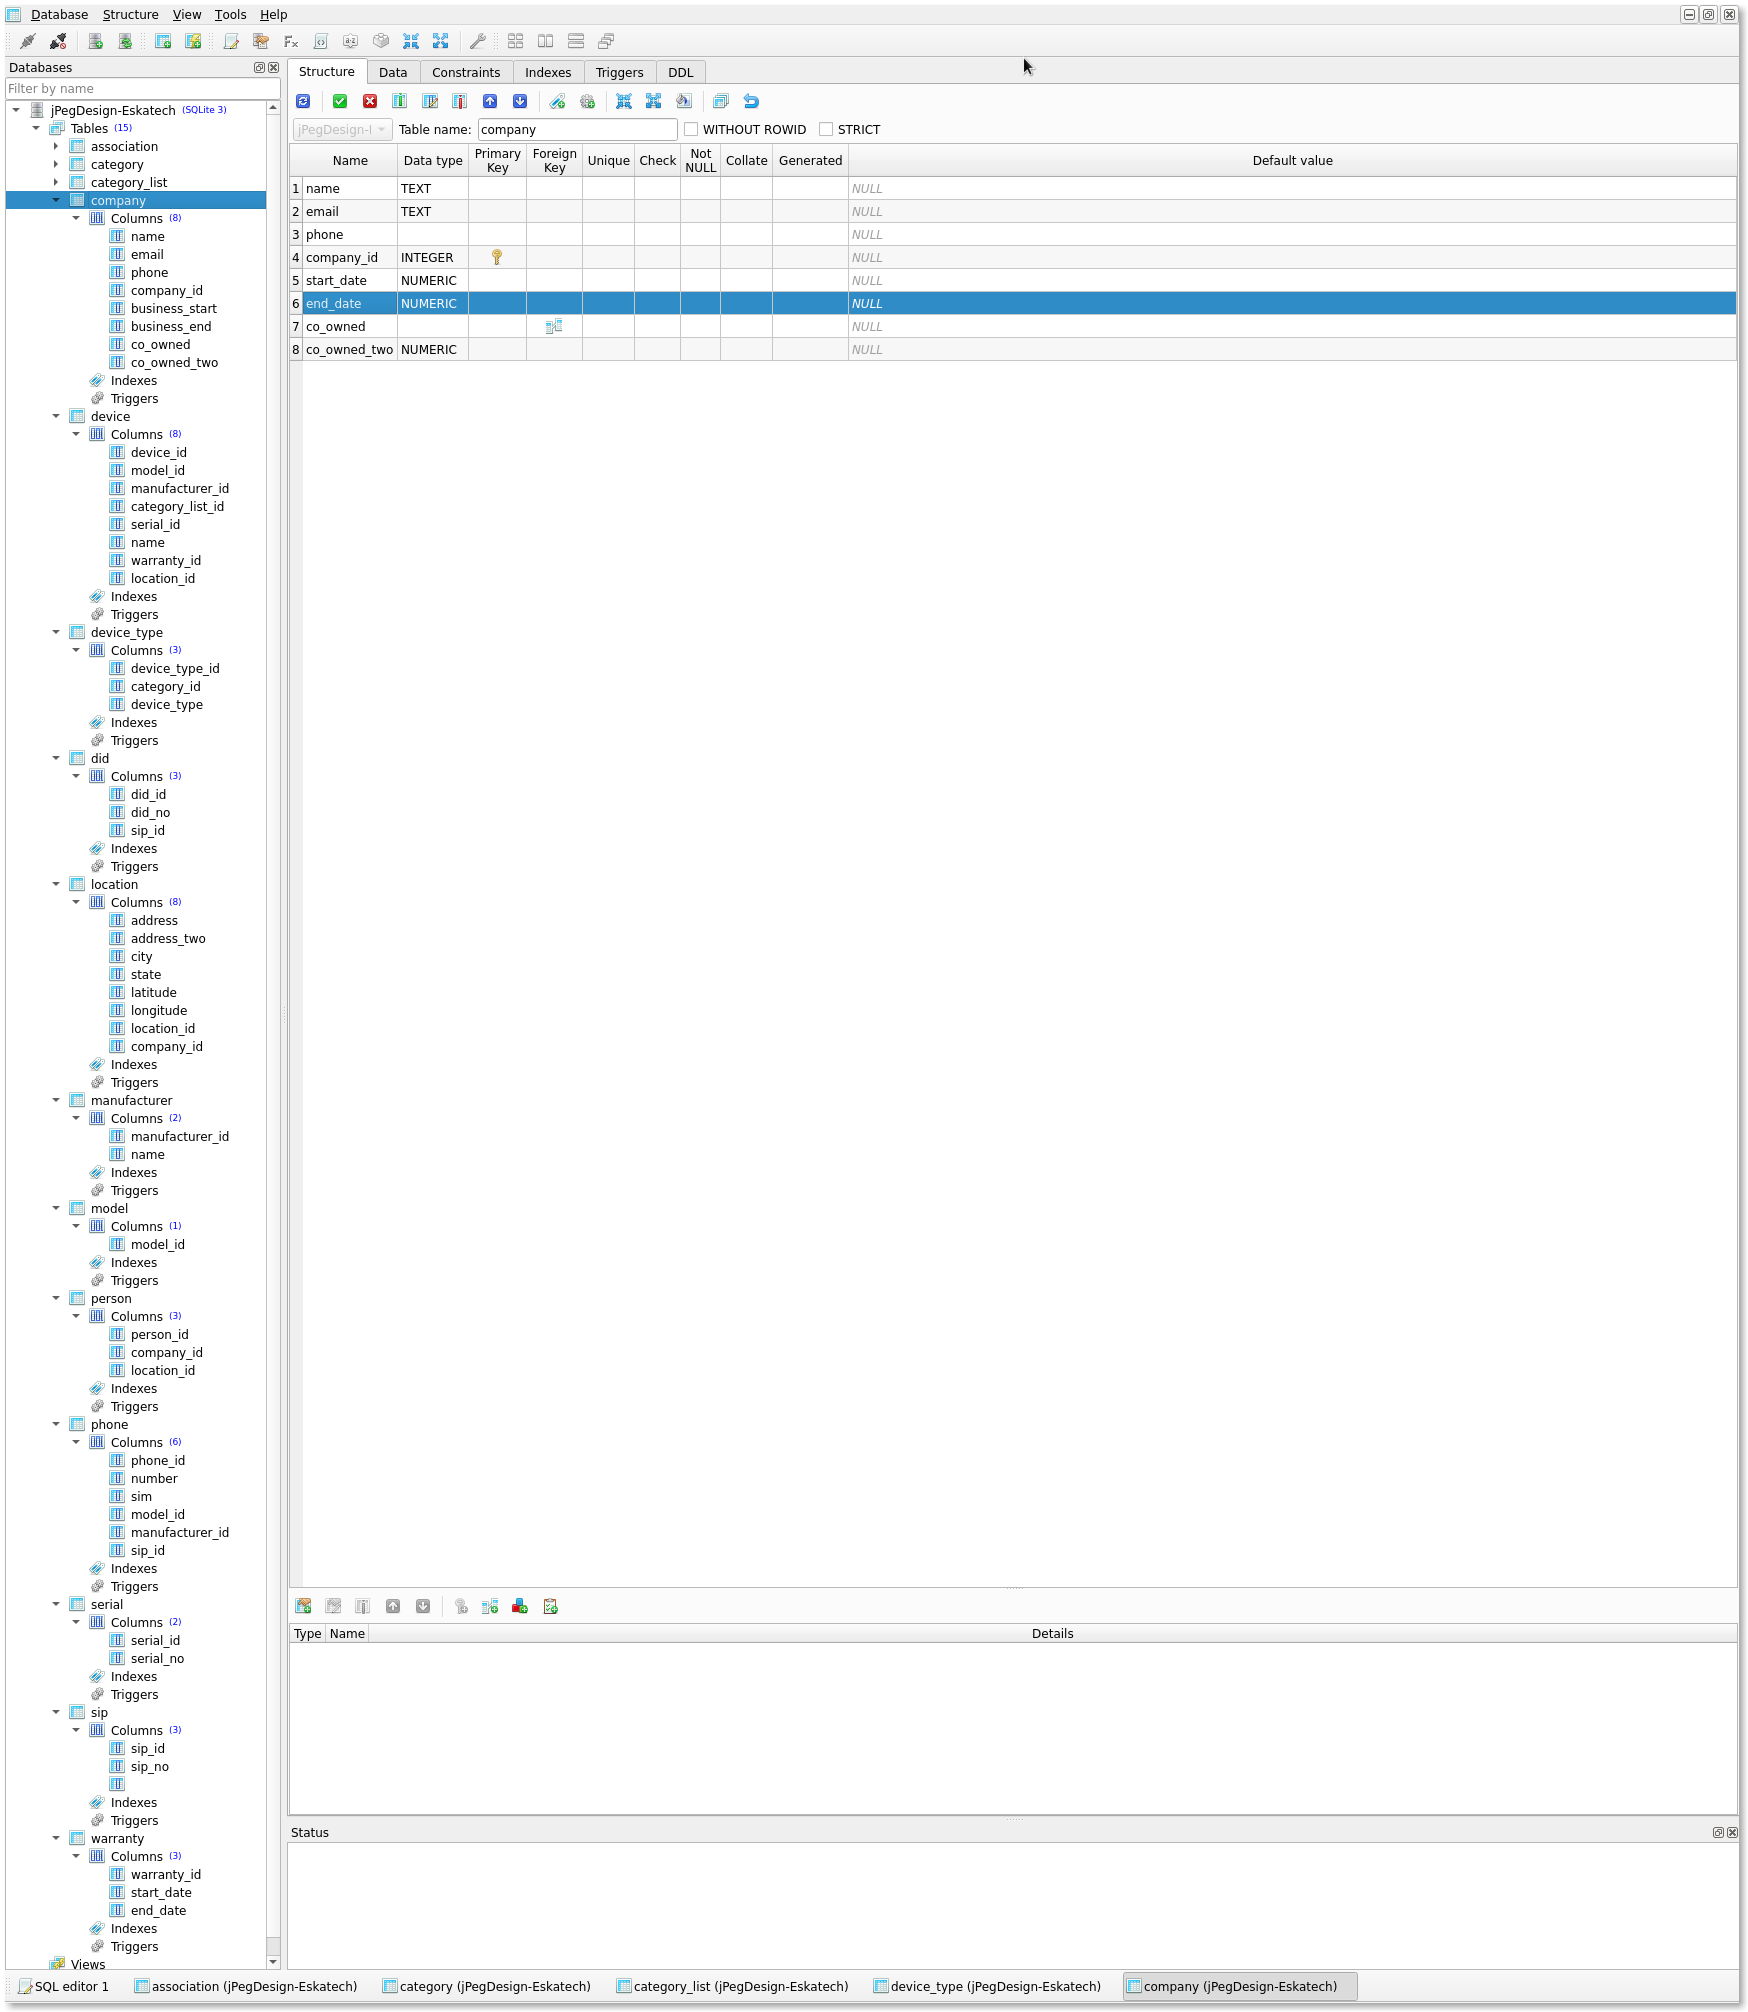 Database Structure View Tools Help
Databases
Filter by name
jPegDesign-Eskatech (SQLite 3)
Tables (15)
association
category
category_list
company
Columns (8)
name
email
phone
company_id
business_start
business_end
co_owned
co_owned_two
Indexes
Triggers
device
Columns (8)
device_id
model_id
manufacturer_id
category_list_id
serial_id
name
warranty_id
location_id
Indexes
Triggers
device_type
Columns (3)
device_type_id
category_id
device_type
Indexes
Triggers
did
Columns (3)
did_id
did_no
sip_id
Indexes
Triggers
location
Columns (8)
address
address_two
city
state
latitude
longitude
location_id
company_id
Indexes
Triggers
manufacturer
Columns (2)
manufacturer_id
name
Indexes
Triggers
model
Columns (1)
model_id
Indexes
Triggers
person
Columns (3)
person_id
company_id
location_id
Indexes
Triggers
phone
Columns (6)
phone_id
number
sim
model_id
manufacturer_id
sip_id
Indexes
Triggers
serial
Columns (2)
serial_id
serial_no
Indexes
Triggers
sip
Columns (3)
sip_id
sip_no
Indexes
Triggers
warranty
Columns (3)
warranty_id
start_date
end_date
Indexes
Triggers
Views
Structure Data Constraints Indexes Triggers DDL
jPegDesign-I Table name: company WITHOUT ROWID STRICT
Name Data type Primary Key Foreign Key Unique Check Not NULL Collate Generated Default value
1 name TEXT NULL
2 email TEXT NULL
3 phone NULL
4 company_id INTEGER NULL
5 start_date NUMERIC NULL
6 end_date NUMERIC NULL
7 co_owned NULL
8 co_owned_two NUMERIC NULL
Type Name Details
Status
SQL editor 1 association (jPegDesign-Eskatech) category (jPegDesign-Eskatech) category_list (jPegDesign-Eskatech) device_type (jPegDesign-Eskatech) company (jPegDesign-Eskatech)